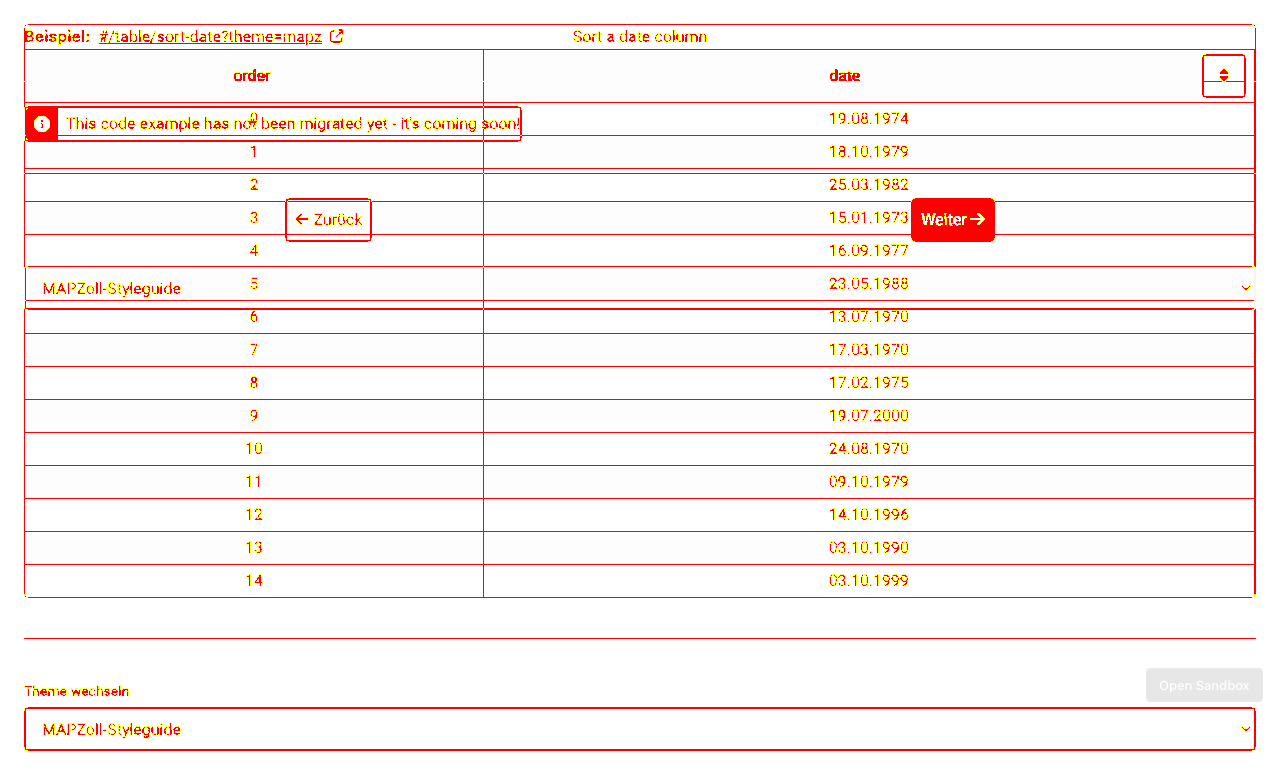 Beispiel: #/table/sort-date?theme=mapz Sort a date column
order date
0 19.08.1974
This code example has not been migrated yet - it's coming soon!
1 18.10.1979
2 25.03.1982
3 15.01.1973
← Zurück Weiter →
4 16.09.1977
5 23.05.1988
MAPZoll-Styleguide
6 13.07.1970
7 17.03.1970
8 17.02.1975
9 19.07.2000
10 24.08.1970
11 09.10.1979
12 14.10.1996
13 03.10.1990
14 03.10.1999
Open Sandbox
Theme wechseln
MAPZoll-Styleguide